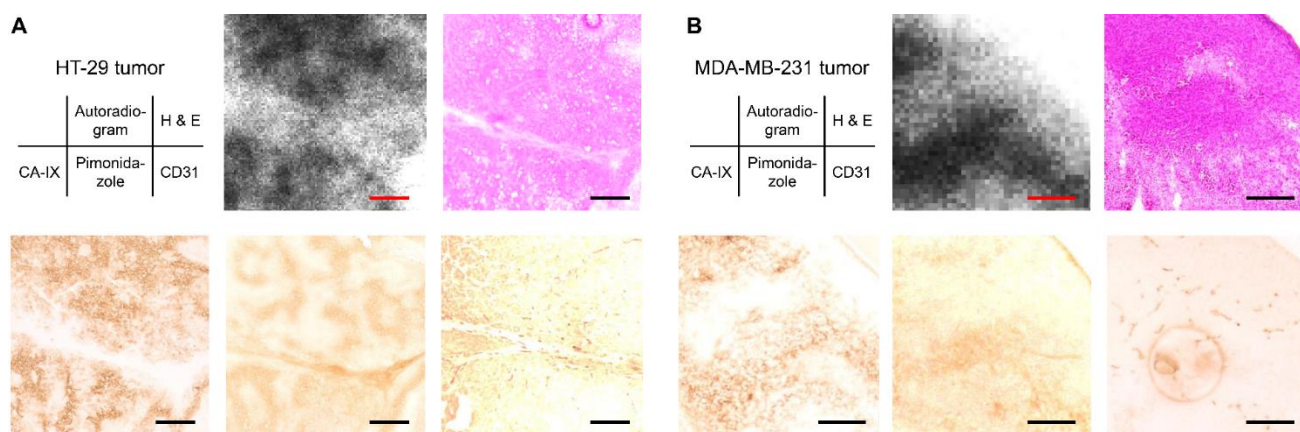 A
HT-29 tumor
Autoradio-
gram
H & E
CA-IX
Pimonida-
zole
CD31
B
MDA-MB-231 tumor
Autoradio-
gram
H & E
CA-IX
Pimonida-
zole
CD31